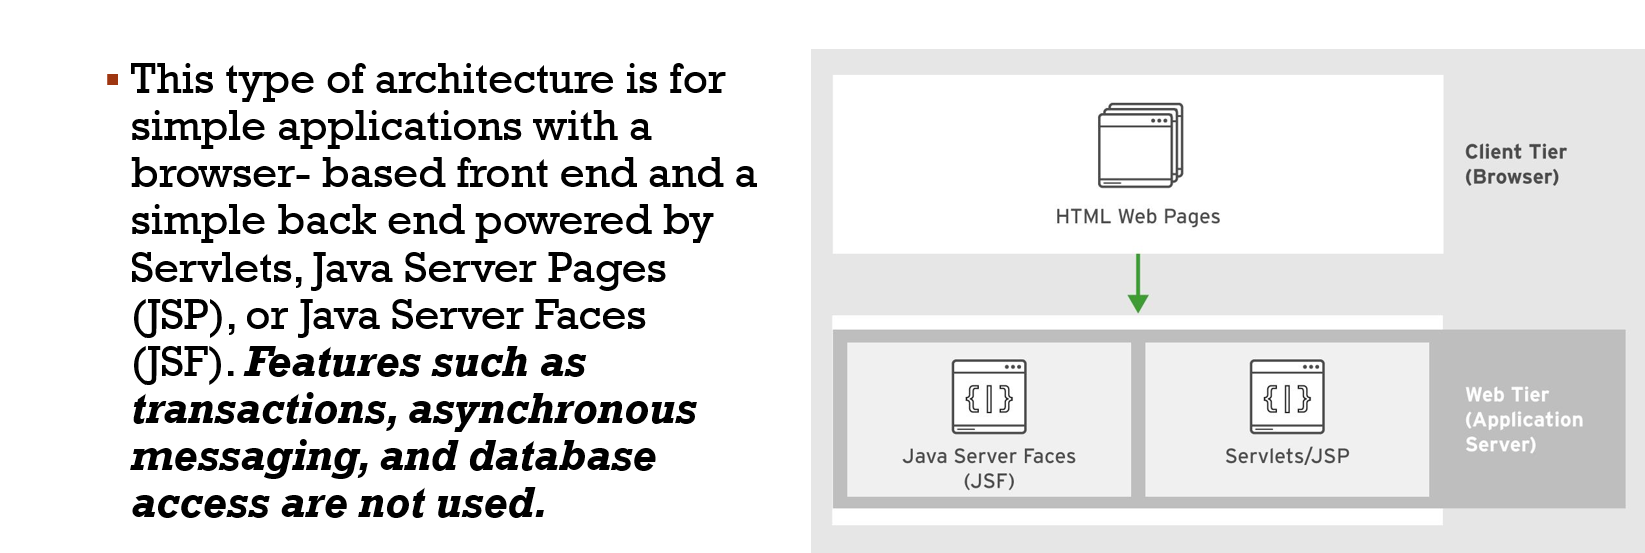 This type of architecture is for
simple applications with a
browser- based front end and a
simple back end powered by
Servlets, Java Server Pages
(JSP), or Java Server Faces
(JSF). Features such as
transactions, asynchronous
messaging, and database
access are not used.
HTML Web Pages
Client Tier
(Browser)
{|}
Java Server Faces
(JSF)
{|}
Servlets/JSP
Web Tier
(Application
Server)